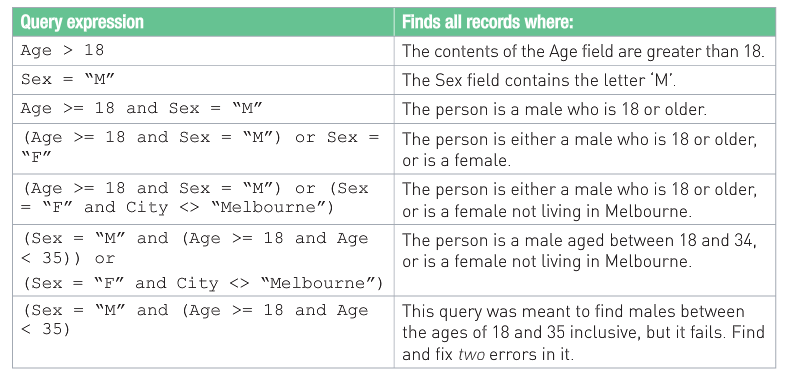 Query expression
Finds all records where:
Age > 18
The contents of the Age field are greater than 18.
Sex = “M”
The Sex field contains the letter ‘M’.
Age >= 18 and Sex = “M”
The person is a male who is 18 or older.
(Age >= 18 and Sex = “M”) or Sex =
“F”
The person is either a male who is 18 or older,
or is a female.
(Age >= 18 and Sex = “M”) or (Sex
= “F” and City <> “Melbourne”)
The person is either a male who is 18 or older,
or is a female not living in Melbourne.
(Sex = “M” and (Age >= 18 and Age
< 35)) or
(Sex = “F” and City <> “Melbourne”)
The person is a male aged between 18 and 34,
or is a female not living in Melbourne.
(Sex = “M” and (Age >= 18 and Age
< 35)
This query was meant to find males between
the ages of 18 and 35 inclusive, but it fails. Find
and fix two errors in it.